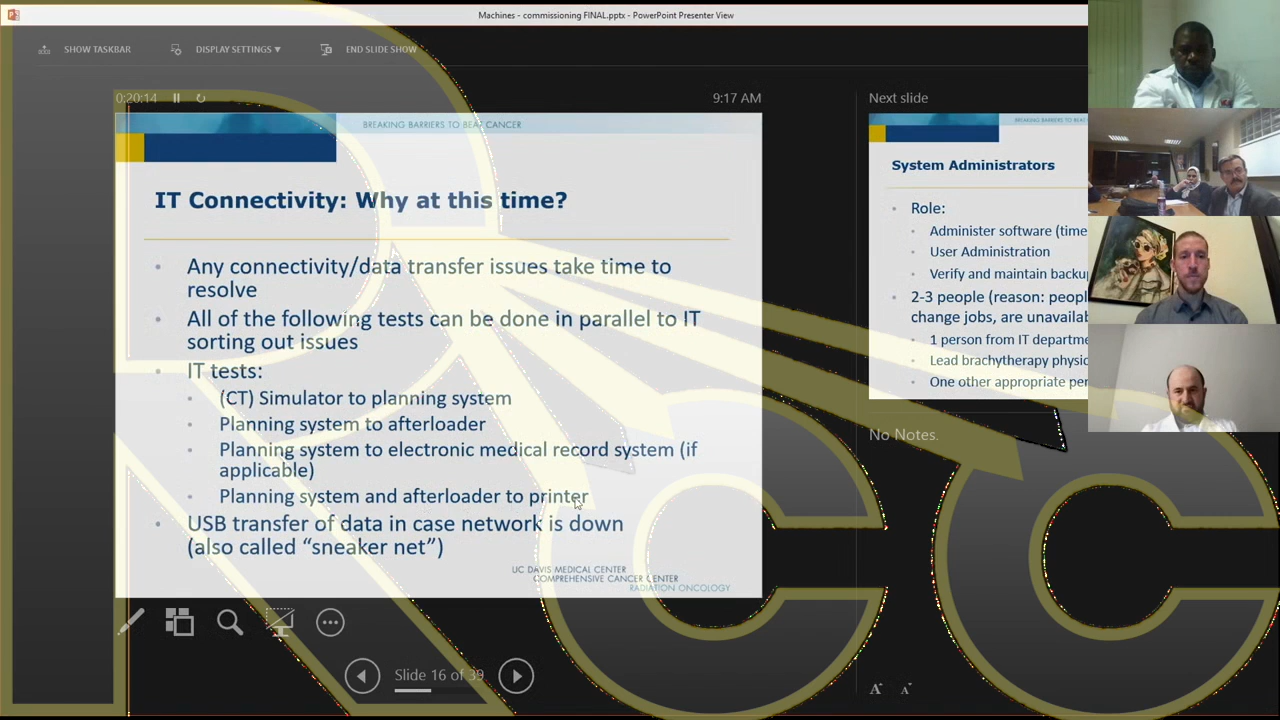 Machines - commissioning FINAL.pptx - PowerPoint Presenter View
SHOW TASKBAR
DISPLAY SETTINGS ▼
END SLIDE SHOW
0:20:14
9:17 AM
BREAKING BARRIERS TO BEAT CANCER
IT Connectivity: Why at this time?
• Any connectivity/data transfer issues take time to
resolve
• All of the following tests can be done in parallel to IT
sorting out issues
• IT tests:
• (CT) Simulator to planning system
• Planning system to afterloader
• Planning system to electronic medical record system (if
applicable)
• Planning system and afterloader to printer
• USB transfer of data in case network is down
(also called “sneaker net”)
UC DAVIS MEDICAL CENTER
COMPREHENSIVE CANCER CENTER
RADIATION ONCOLOGY
Slide 16 of 39
Next slide
BREAKING BARRIERS TO BEAT
System Administrators
• Role:
• Administer software (time
• User Administration
• Verify and maintain backu
• 2-3 people (reason: peopl
change jobs, are unavailab
• 1 person from IT departme
• Lead brachytherapy physic
• One other appropriate per
No Notes.
A A
RCC